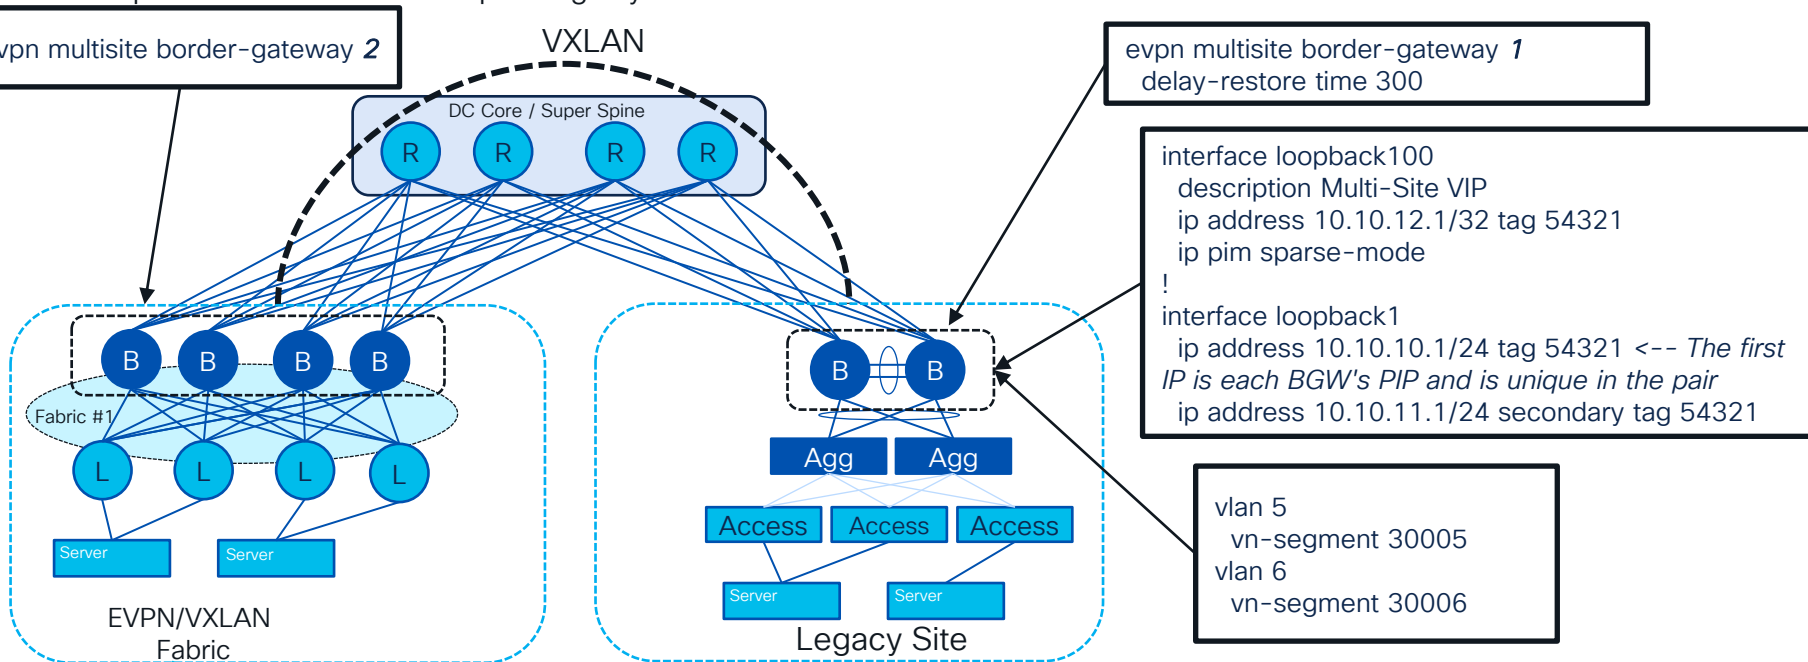 evpn multisite border-gateway 2
VXLAN
evpn multisite border-gateway 1
delay-restore time 300
DC Core / Super Spine
R R R R
interface loopback100
description Multi-Site VIP
ip address 10.10.12.1/32 tag 54321
ip pim sparse-mode
!
interface loopback1
ip address 10.10.10.1/24 tag 54321 <-- The first
IP is each BGW's PIP and is unique in the pair
ip address 10.10.11.1/24 secondary tag 54321
B B B B
B B
Fabric #1
L L L L
Agg Agg
Access Access Access
Server Server
Server Server
vlan 5
vn-segment 30005
vlan 6
vn-segment 30006
EVPN/VXLAN
Fabric
Legacy Site